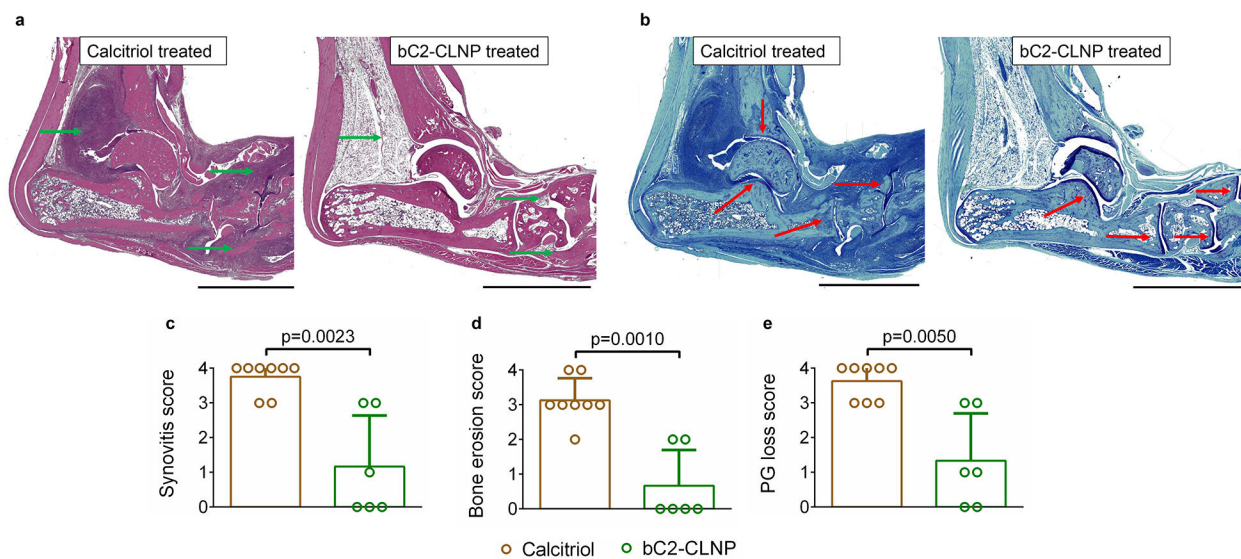 a
b
Calcitriol treated
bC2-CLNP treated
Calcitriol treated
bC2-CLNP treated
c
d
e
p=0.0023
p=0.0010
p=0.0050
Synovitis score
4
3
2
1
0
Bone erosion score
4
3
2
1
0
PG loss score
4
3
2
1
0
Calcitriol
bC2-CLNP